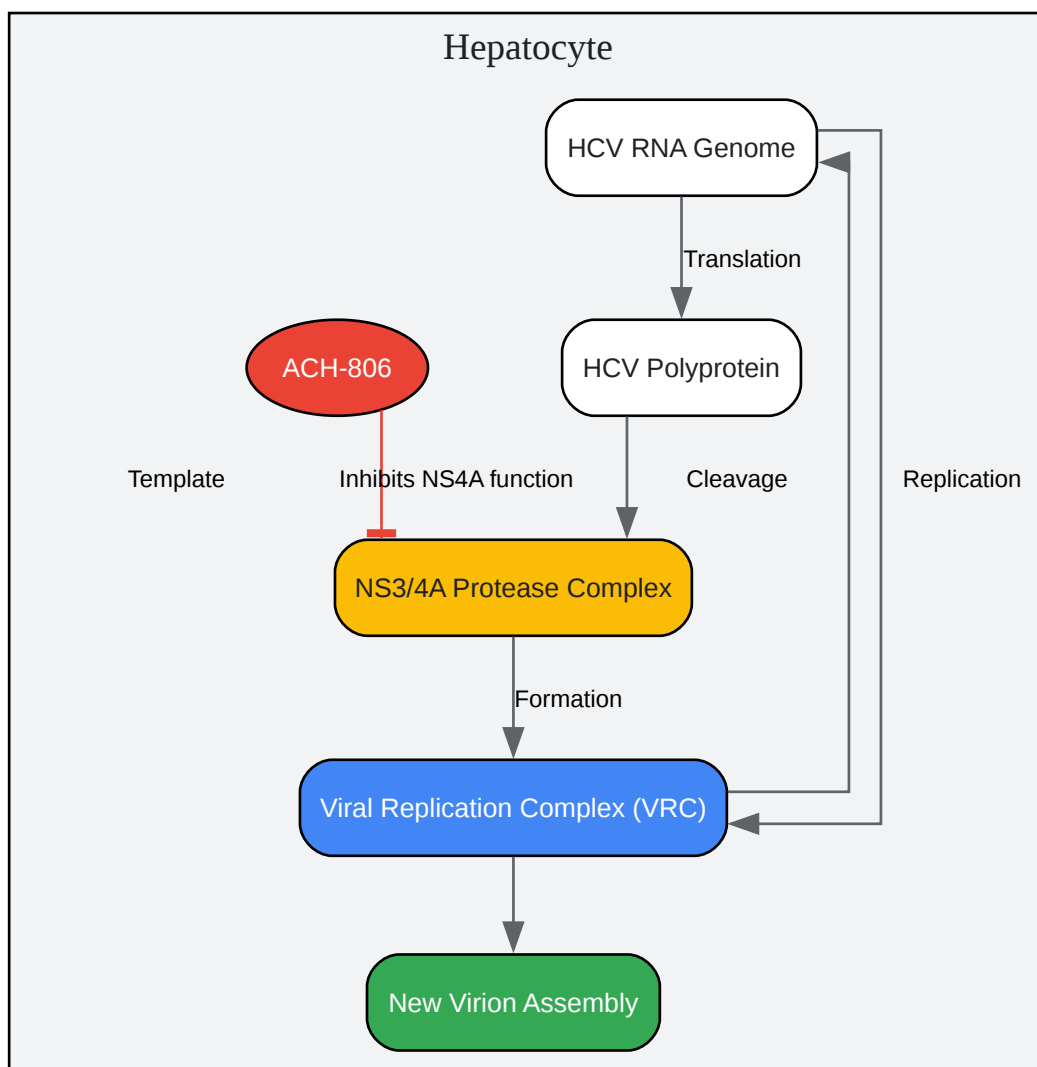 Hepatocyte
HCV RNA Genome
Translation
ACH-806
HCV Polyprotein
Template
Inhibits NS4A function
Cleavage
Replication
NS3/4A Protease Complex
Formation
Viral Replication Complex (VRC)
New Virion Assembly